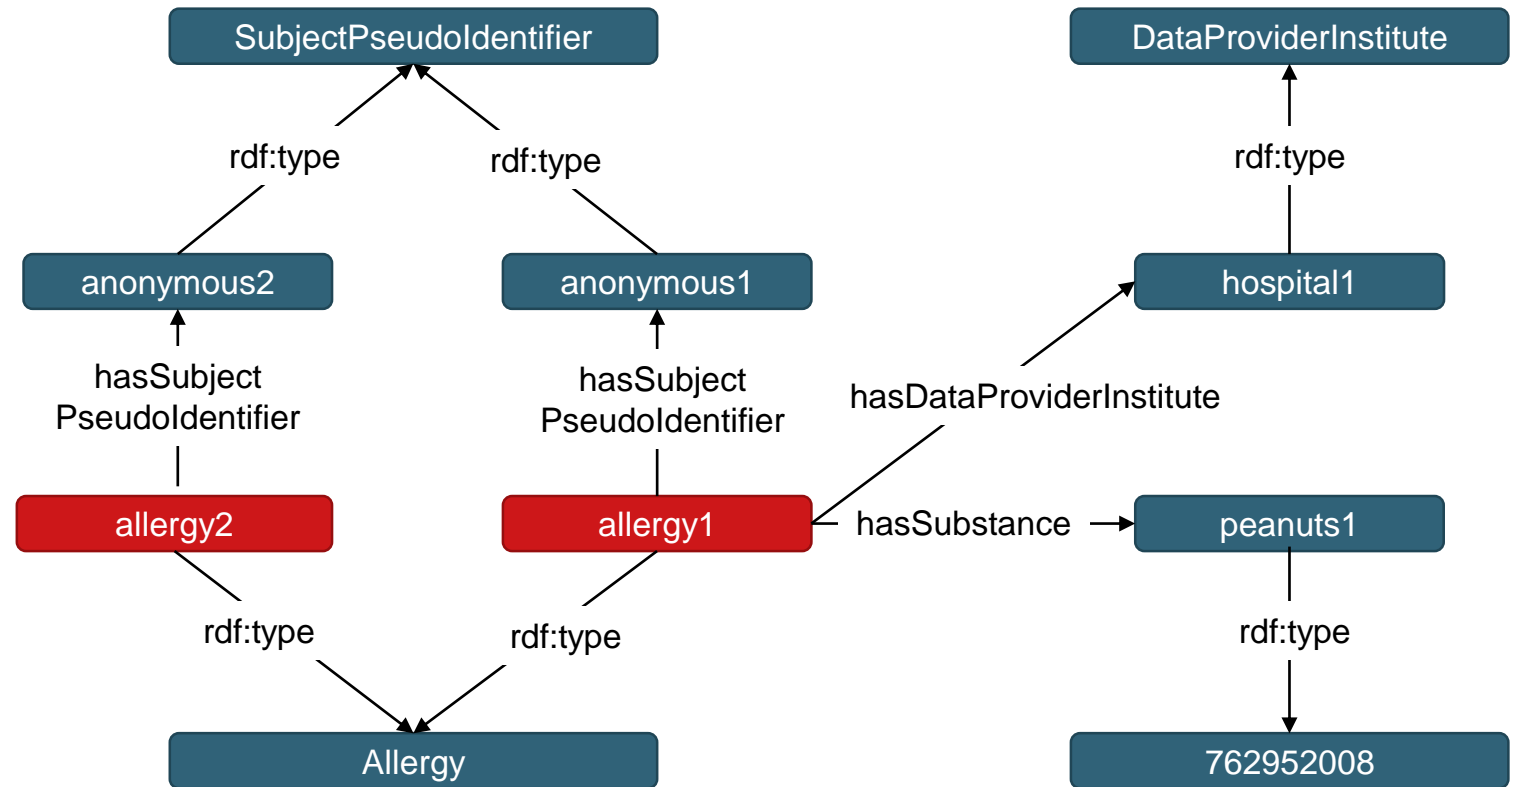 SubjectPseudoIdentifier
DataProviderInstitute
rdf:type
rdf:type
rdf:type
anonymous2
anonymous1
hospital1
hasSubject
PseudoIdentifier
hasSubject
PseudoIdentifier
hasDataProviderInstitute
allergy2
allergy1
hasSubstance
peanuts1
rdf:type
rdf:type
rdf:type
Allergy
762952008